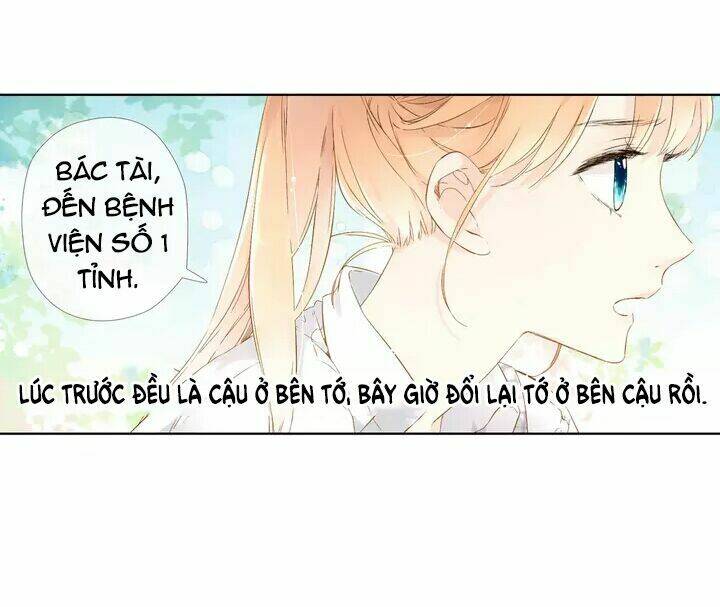 BÁC TÀI,
ĐẾN BỆNH
VIỆN SỐ 1
TỈNH.
LÚC TRƯỚC ĐỀU LÀ CẬU Ở BÊN TỚ, BÂY GIỜ ĐỔI LẠI TỚ Ở BÊN CẬU RỒI.